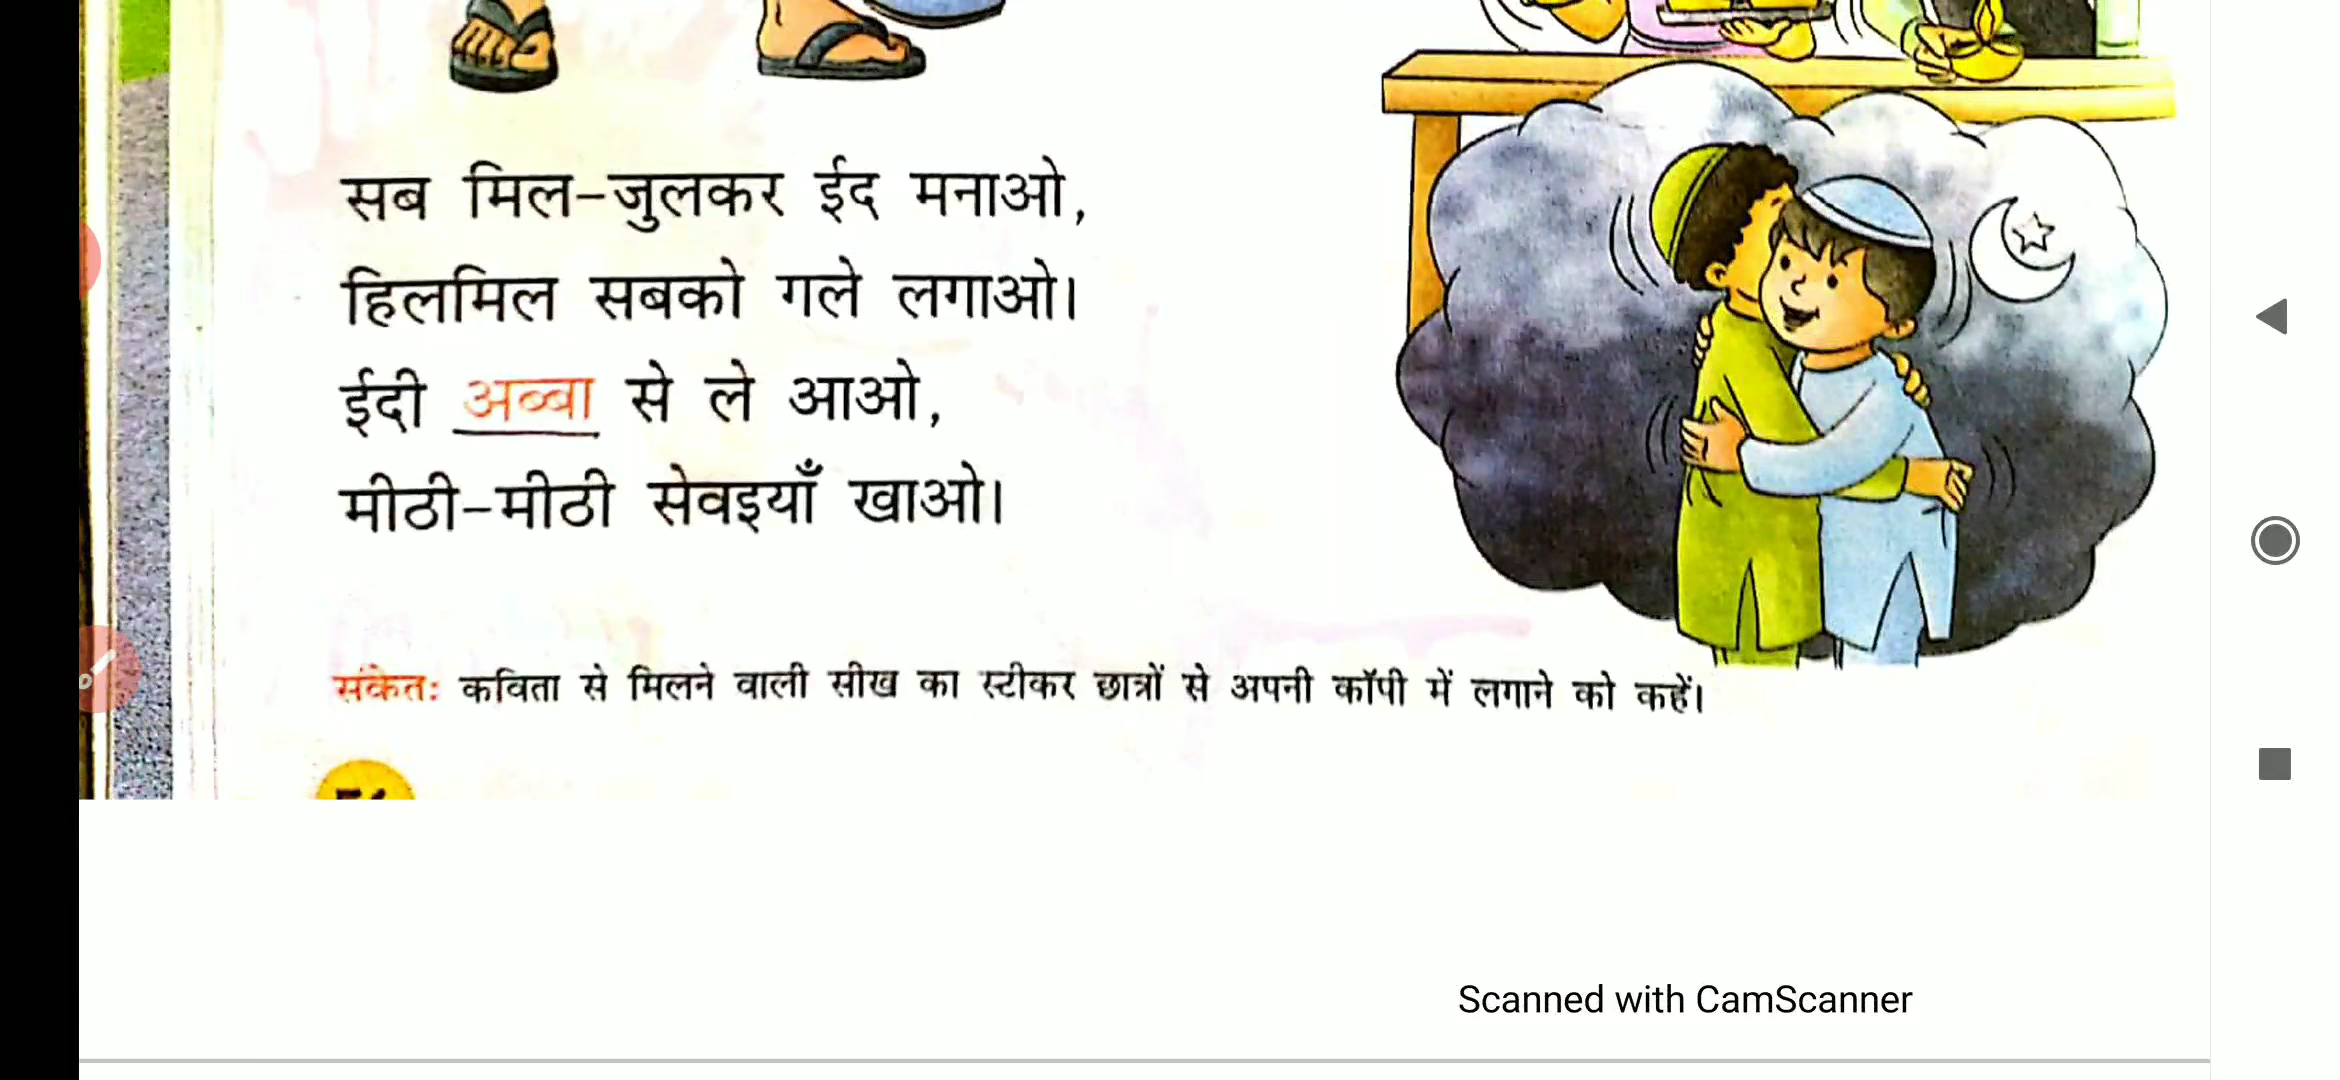 सब मिल-जुलकर ईद मनाओ,
हिलमिल सबको गले लगाओ।
ईदी अब्बा से ले आओ,
मीठी-मीठी सेवइयाँ खाओ।
संकेतः कविता से मिलने वाली सीख का स्टीकर छात्रों से अपनी कॉपी में लगाने को कहें।
Scanned with CamScanner